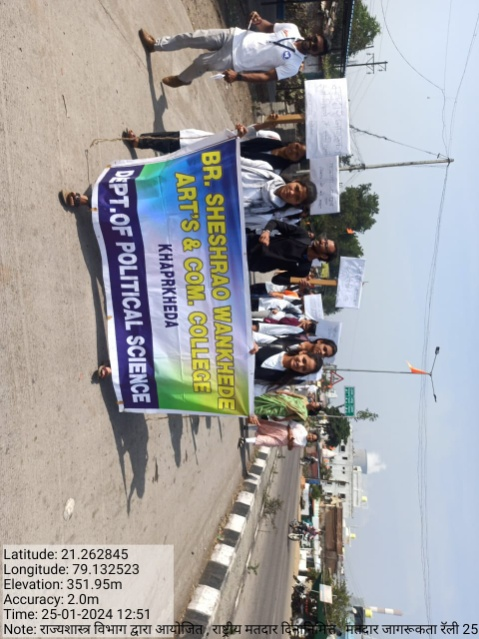 BR. SHESHRAO WANKHEDE
ART'S & COM. COLLEGE
KHAPRKHEDA
DEPT.OF POLITICAL SCIENCE
Latitude: 21.262845
Longitude: 79.132523
Elevation: 351.95m
Accuracy: 2.0m
Time: 25-01-2024 12:51
Note: राज्यशास्त्र विभाग द्वारा आयोजित , राष्ट्रीय मतदार दिनानिमित्त , मतदार जागरूकता रॅली 25